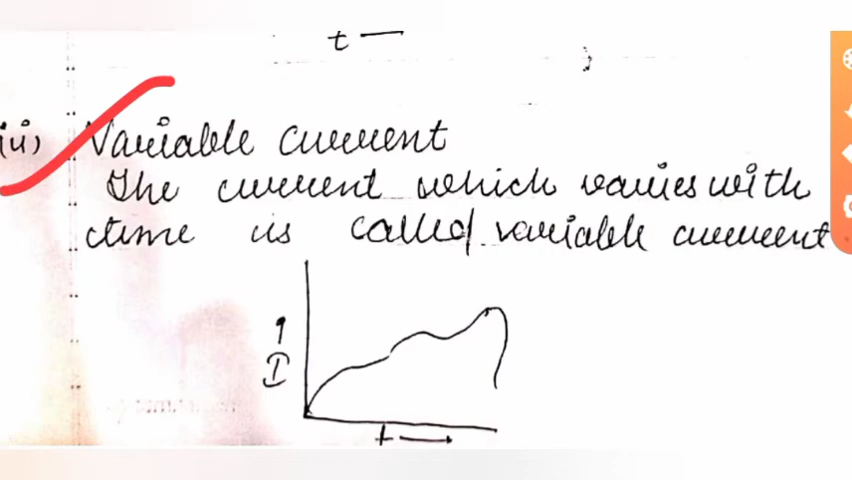 t —
(ii) Variable current
The current which varies with
time is called variable current
I
t →